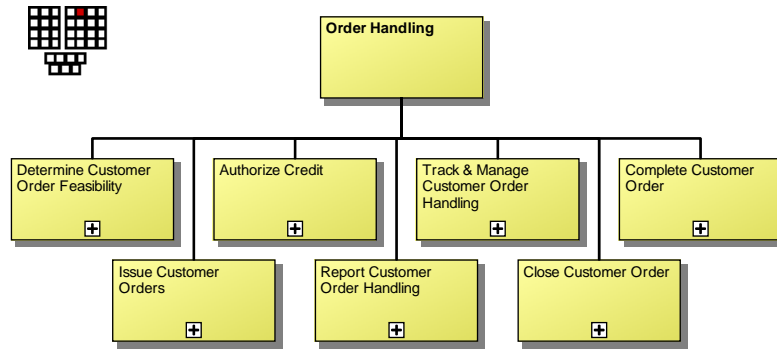 Order Handling
Determine Customer
Order Feasibility
Authorize Credit
Track & Manage
Customer Order
Handling
Complete Customer
Order
Issue Customer
Orders
Report Customer
Order Handling
Close Customer Order